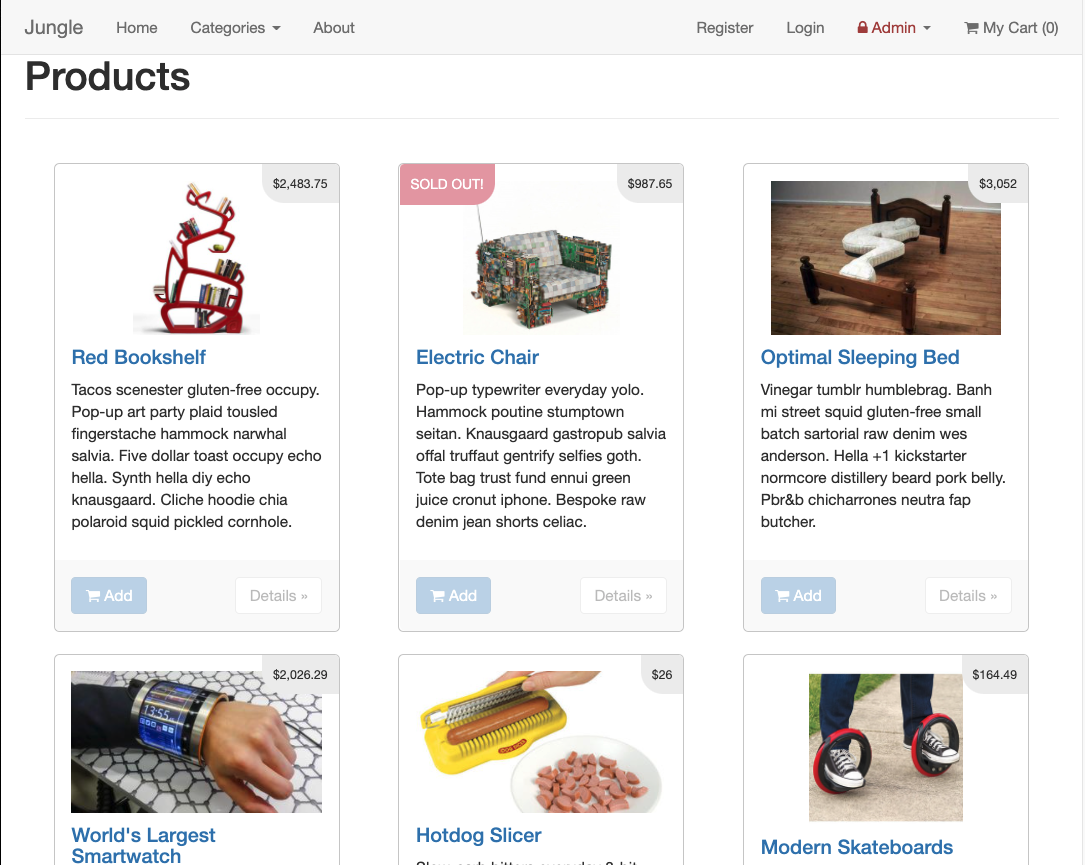 Jungle Home Categories About Register Login Admin My Cart (0)
Products
$2,483.75
Red Bookshelf
Tacos scenester gluten-free occupy.
Pop-up art party plaid tousled
fingerstache hammock narwhal
salvia. Five dollar toast occupy echo
hella. Synth hella diy echo
knausgaard. Cliche hoodie chia
polaroid squid pickled cornhole.
Add Details »
SOLD OUT! $987.65
Electric Chair
Pop-up typewriter everyday yolo.
Hammock poutine stumptown
seitan. Knausgaard gastropub salvia
offal truffaut gentrify selfies goth.
Tote bag trust fund ennui green
juice cronut iphone. Bespoke raw
denim jean shorts celiac.
Add Details »
$3,052
Optimal Sleeping Bed
Vinegar tumblr humblebrag. Banh
mi street squid gluten-free small
batch sartorial raw denim wes
anderson. Hella +1 kickstarter
normcore distillery beard pork belly.
Pbr&b chicharrones neutra fap
butcher.
Add Details »
$2,026.29
13:55
World's Largest
Smartwatch
$26
Hotdog Slicer
$164.49
Modern Skateboards